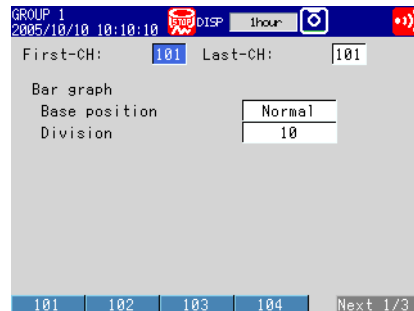 GROUP 1
2005/10/10 10:10:10 STOP DISP 1hour
First-CH: 101 Last-CH: 101
Bar graph
Base position Normal
Division 10
101 102 103 104 Next 1/3